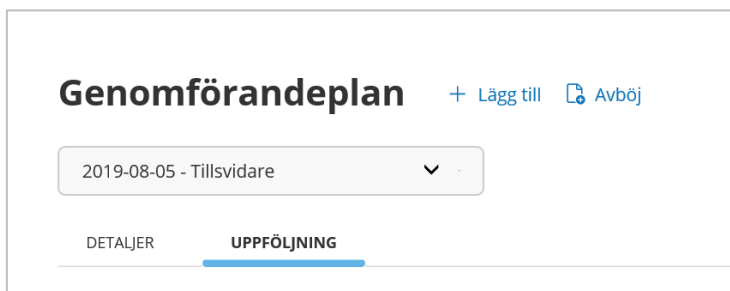 Genomförandeplan + Lägg till Avböj
2019-08-05 - Tillsvidare
DETALJER UPPFÖLJNING